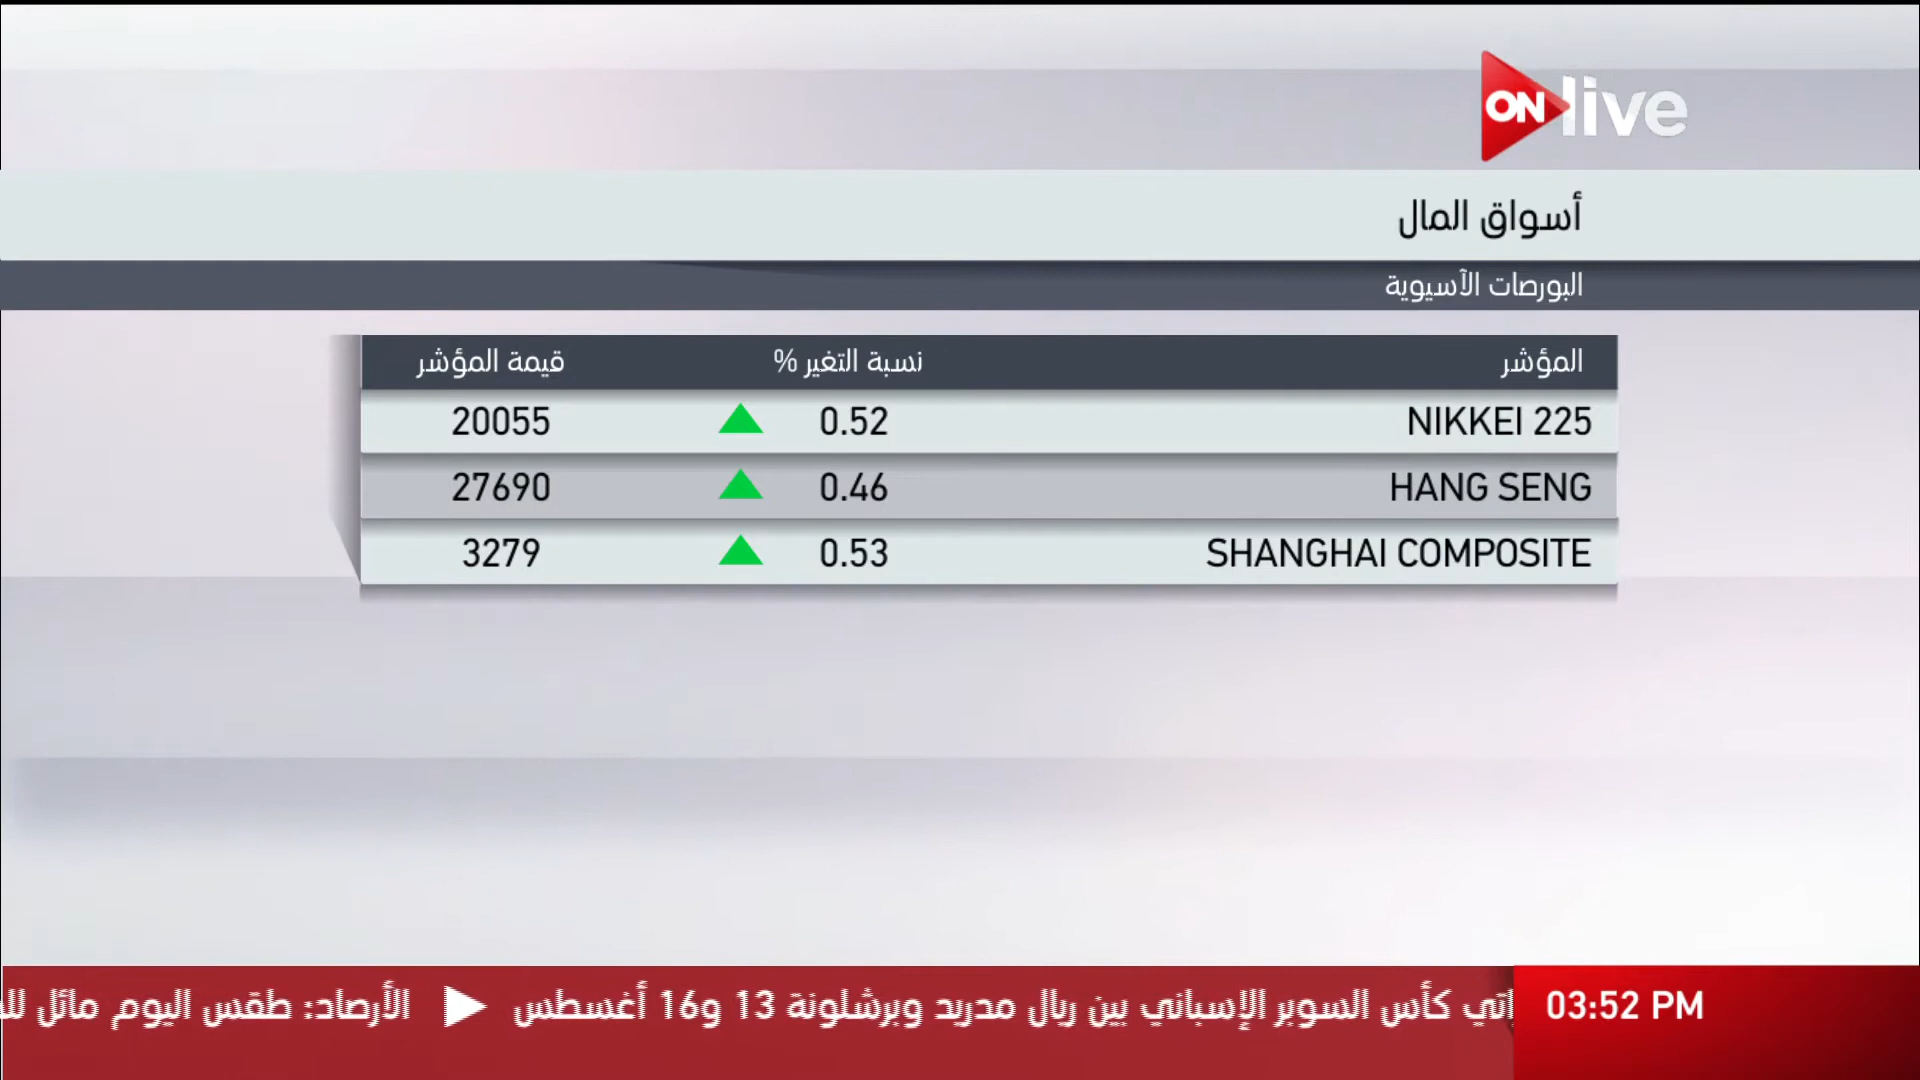 ON live
أسواق المال
البورصات الآسيوية
المؤشر نسبة التغير % قيمة المؤشر
NIKKEI 225 0.52 20055
HANG SENG 0.46 27690
SHANGHAI COMPOSITE 0.53 3279
03:52 PM
كأس السوبر الإسباني بين ريال مدريد وبرشلونة 13 و16 أغسطس
الأرصاد: طقس اليوم مائل